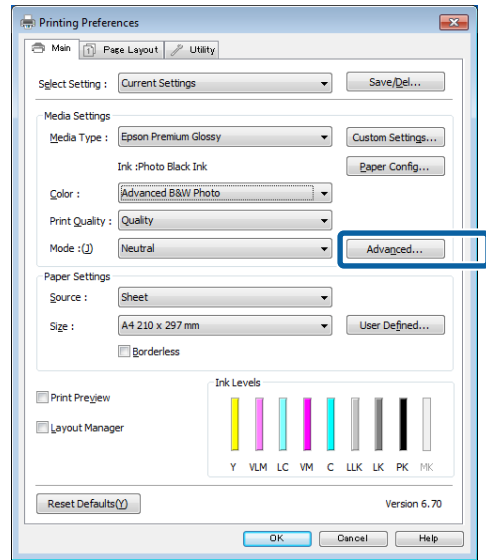 Printing Preferences
Main Page Layout Utility
Select Setting : Current Settings Save/Del...
Media Settings
Media Type : Epson Premium Glossy Custom Settings...
Ink :Photo Black Ink Paper Config...
Color : Advanced B&W Photo
Print Quality : Quality
Mode :(J) Neutral Advanced...
Paper Settings
Source : Sheet
Size : A4 210 x 297 mm User Defined...
Borderless
Ink Levels
Print Preview
Layout Manager
Y VLM LC VM C LLK LK PK MK
Reset Defaults(Y) Version 6.70
OK Cancel Help